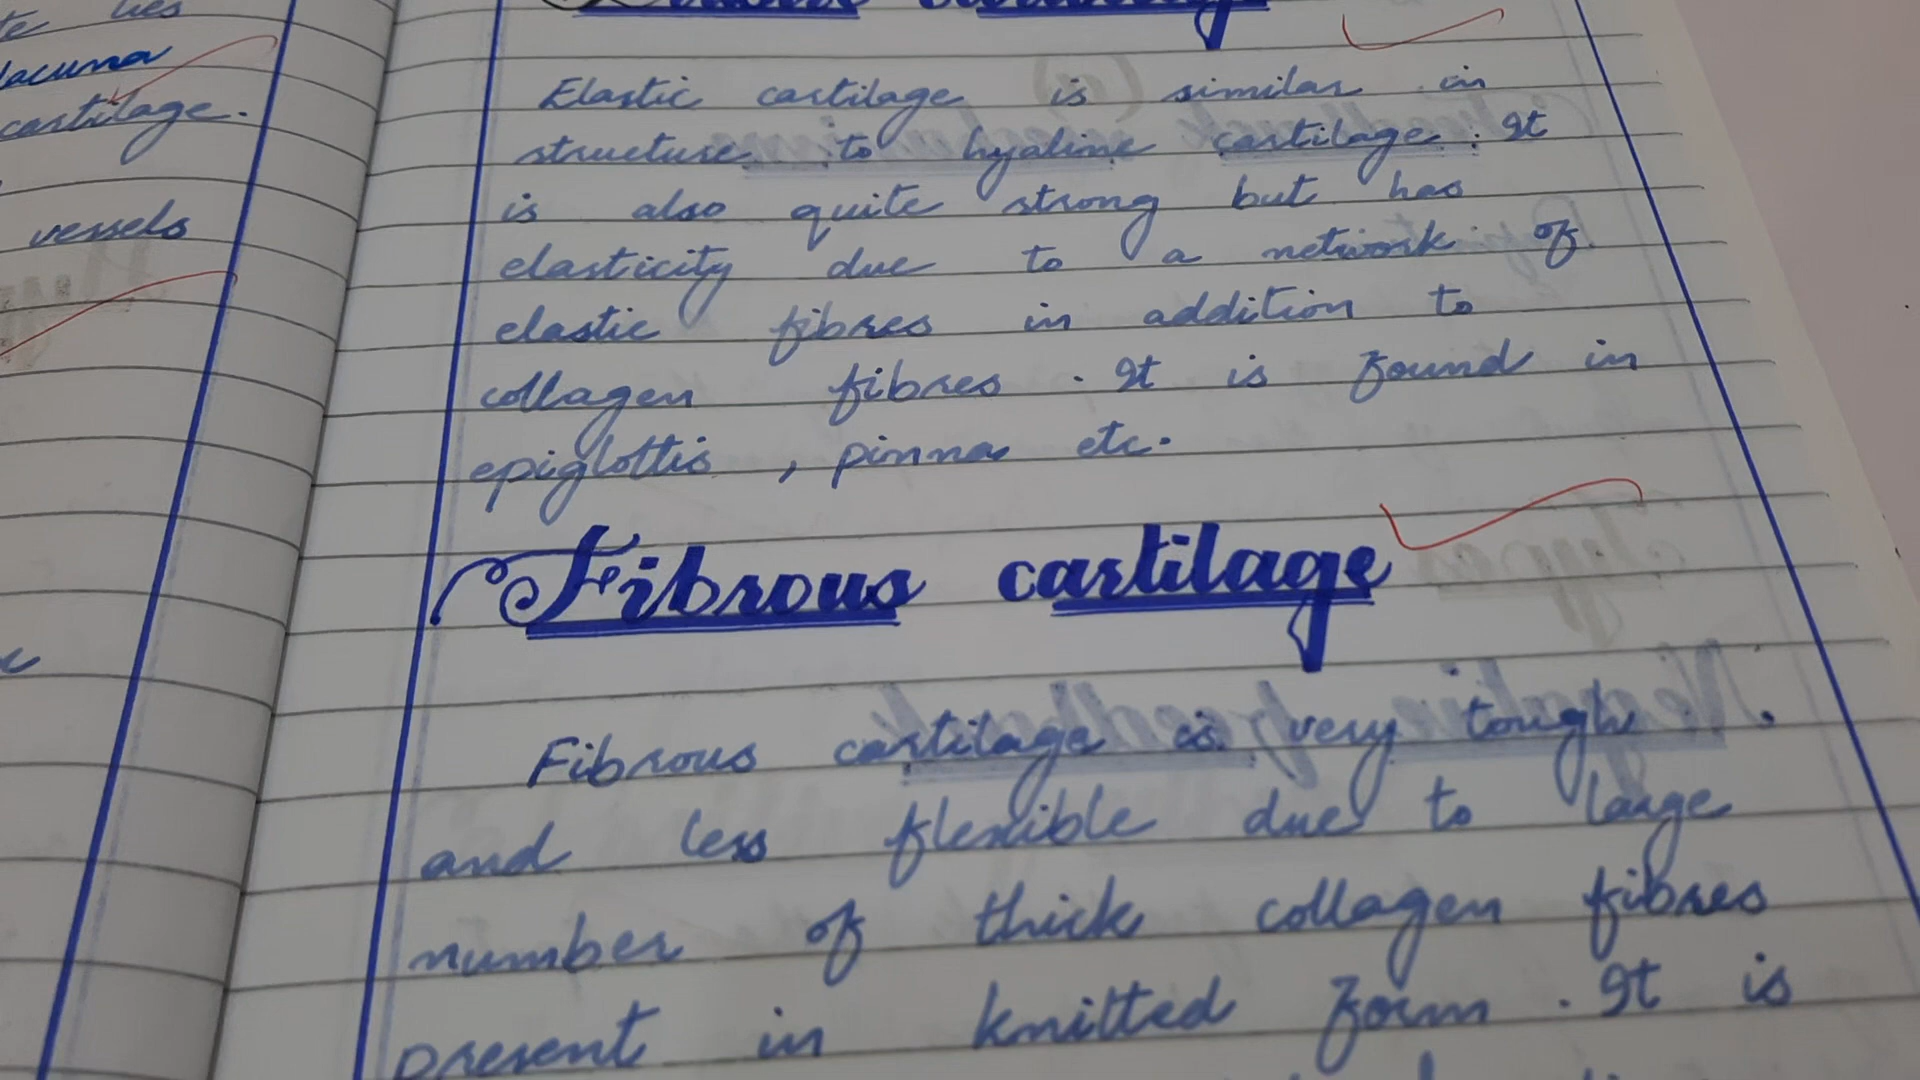 lies
lacuna
cartilage.
vessels
Elastic cartilage
Elastic cartilage is similar in
structure to hyaline cartilage. It
is also quite strong but has
elasticity due to a network of
elastic fibres in addition to
collagen fibres. It is found in
epiglottis, pinna etc.
Fibrous cartilage
Fibrous cartilage is very tough
and less flexible due to large
number of thick collagen fibres
present in knitted form. It is